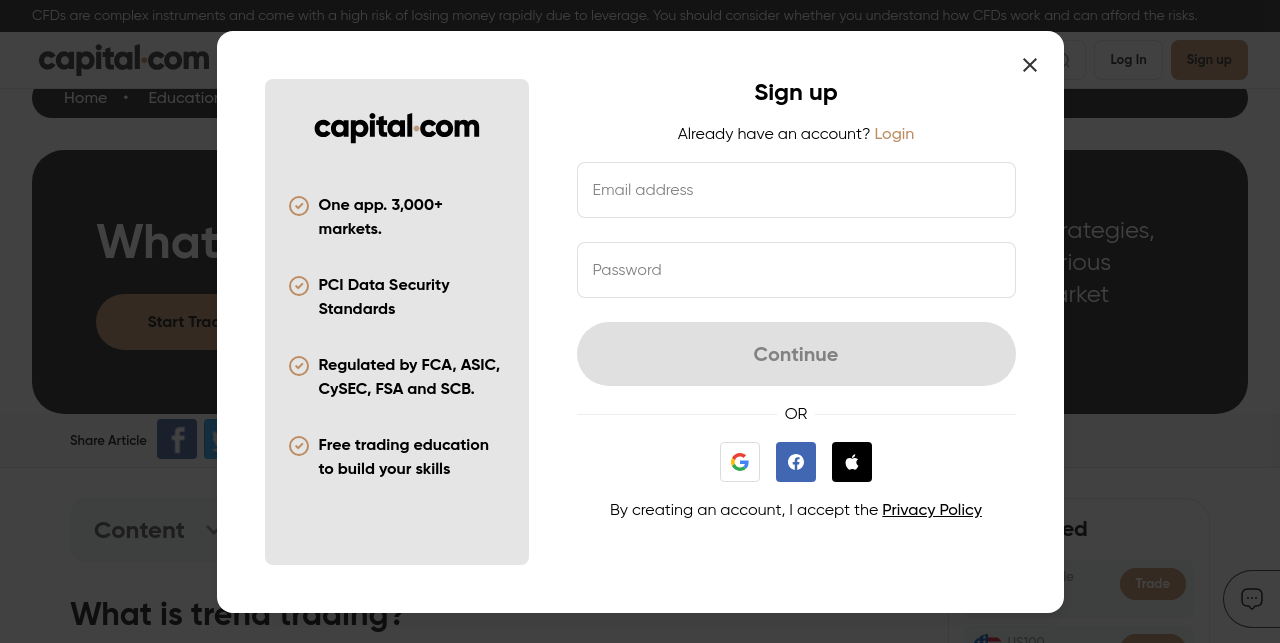 CFDs are complex instruments and come with a high risk of losing money rapidly due to leverage. You should consider whether you understand how CFDs work and can afford the risks.
capital.com
Log In
Sign up
Home • Education
What
rategies,
rious
arket
Start Trad
Share Article
Content
What is trend trading?
ed
Trade
US100
capital.com
One app. 3,000+
markets.
PCI Data Security
Standards
Regulated by FCA, ASIC,
CySEC, FSA and SCB.
Free trading education
to build your skills
Sign up
Already have an account? Login
Email address
Password
Continue
OR
By creating an account, I accept the Privacy Policy